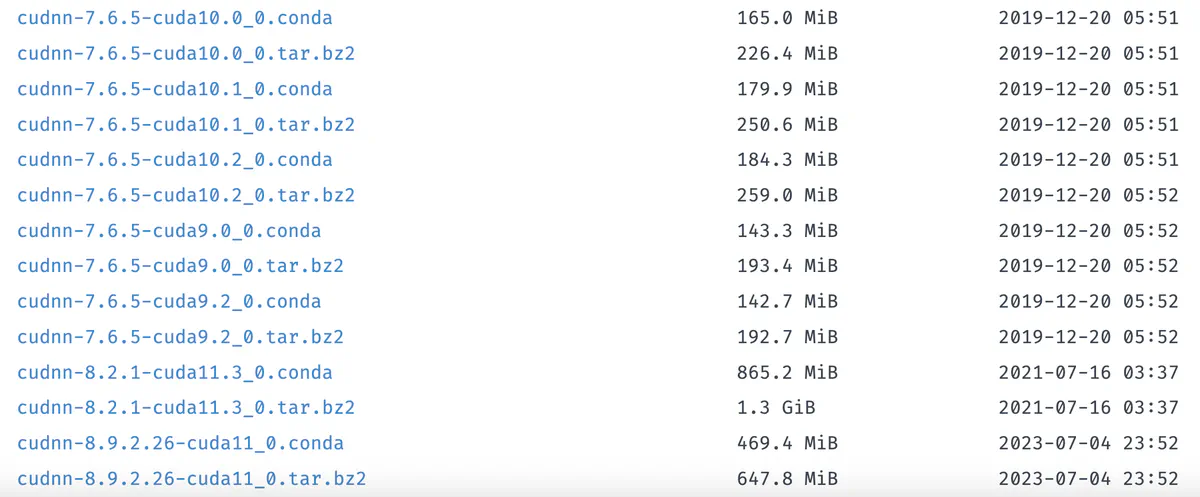 cudnn-7.6.5-cuda10.0_0.conda 165.0 MiB 2019-12-20 05:51
cudnn-7.6.5-cuda10.0_0.tar.bz2 226.4 MiB 2019-12-20 05:51
cudnn-7.6.5-cuda10.1_0.conda 179.9 MiB 2019-12-20 05:51
cudnn-7.6.5-cuda10.1_0.tar.bz2 250.6 MiB 2019-12-20 05:51
cudnn-7.6.5-cuda10.2_0.conda 184.3 MiB 2019-12-20 05:51
cudnn-7.6.5-cuda10.2_0.tar.bz2 259.0 MiB 2019-12-20 05:52
cudnn-7.6.5-cuda9.0_0.conda 143.3 MiB 2019-12-20 05:52
cudnn-7.6.5-cuda9.0_0.tar.bz2 193.4 MiB 2019-12-20 05:52
cudnn-7.6.5-cuda9.2_0.conda 142.7 MiB 2019-12-20 05:52
cudnn-7.6.5-cuda9.2_0.tar.bz2 192.7 MiB 2019-12-20 05:52
cudnn-8.2.1-cuda11.3_0.conda 865.2 MiB 2021-07-16 03:37
cudnn-8.2.1-cuda11.3_0.tar.bz2 1.3 GiB 2021-07-16 03:37
cudnn-8.9.2.26-cuda11_0.conda 469.4 MiB 2023-07-04 23:52
cudnn-8.9.2.26-cuda11_0.tar.bz2 647.8 MiB 2023-07-04 23:52